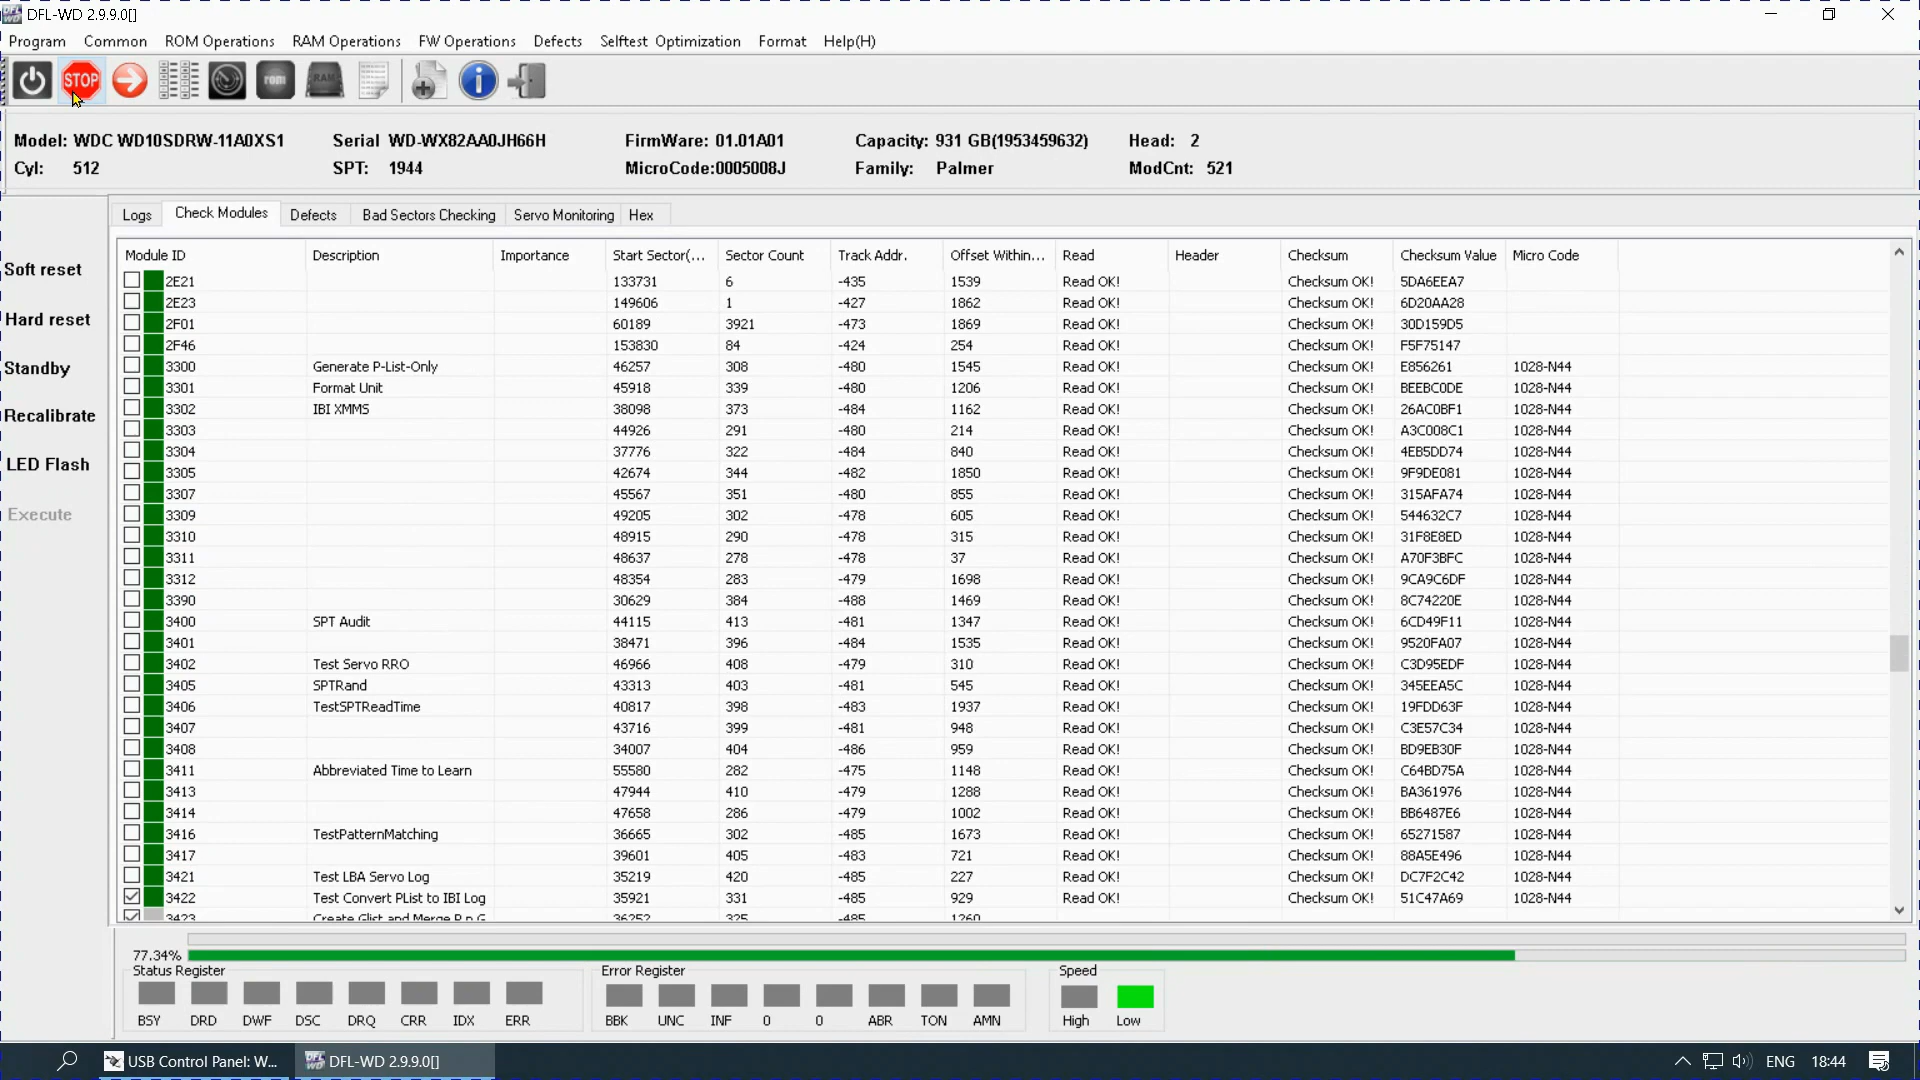 DFL-WD 2.9.9.0[]
Program Common ROM Operations RAM Operations FW Operations Defects Selftest Optimization Format Help(H)
STOP rom RAM
Model: WDC WD10SDRW-11A0XS1 Serial WD-WX82AA0JH66H FirmWare: 01.01A01 Capacity: 931 GB(1953459632) Head: 2
Cyl: 512 SPT: 1944 MicroCode:0005008J Family: Palmer ModCnt: 521
Soft reset
Hard reset
Standby
Recalibrate
LED Flash
Execute
Logs Check Modules Defects Bad Sectors Checking Servo Monitoring Hex
Module ID Description Importance Start Sector(... Sector Count Track Addr. Offset Within... Read Header Checksum Checksum Value Micro Code
2E21 133731 6 -435 1539 Read OK! Checksum OK! 5DA6EEA7
2E23 149606 1 -427 1862 Read OK! Checksum OK! 6D20AA28
2F01 60189 3921 -473 1869 Read OK! Checksum OK! 30D159D5
2F46 153830 84 -424 254 Read OK! Checksum OK! F5F75147
3300 Generate P-List-Only 46257 308 -480 1545 Read OK! Checksum OK! E856261 1028-N44
3301 Format Unit 45918 339 -480 1206 Read OK! Checksum OK! BEEBC0DE 1028-N44
3302 IBI XMMS 38098 373 -484 1162 Read OK! Checksum OK! 26AC0BF1 1028-N44
3303 44926 291 -480 214 Read OK! Checksum OK! A3C008C1 1028-N44
3304 37776 322 -484 840 Read OK! Checksum OK! 4EB5DD74 1028-N44
3305 42674 344 -482 1850 Read OK! Checksum OK! 9F9DE081 1028-N44
3307 45567 351 -480 855 Read OK! Checksum OK! 315AFA74 1028-N44
3309 49205 302 -478 605 Read OK! Checksum OK! 544632C7 1028-N44
3310 48915 290 -478 315 Read OK! Checksum OK! 31F8E8ED 1028-N44
3311 48637 278 -478 37 Read OK! Checksum OK! A70F3BFC 1028-N44
3312 48354 283 -479 1698 Read OK! Checksum OK! 9CA9C6DF 1028-N44
3390 30629 384 -488 1469 Read OK! Checksum OK! 8C74220E 1028-N44
3400 SPT Audit 44115 413 -481 1347 Read OK! Checksum OK! 6CD49F11 1028-N44
3401 38471 396 -484 1535 Read OK! Checksum OK! 9520FA07 1028-N44
3402 Test Servo RRO 46966 408 -479 310 Read OK! Checksum OK! C3D95EDF 1028-N44
3405 SPTRand 43313 403 -481 545 Read OK! Checksum OK! 345EEA5C 1028-N44
3406 TestSPTReadTime 40817 398 -483 1937 Read OK! Checksum OK! 19FDD63F 1028-N44
3407 43716 399 -481 948 Read OK! Checksum OK! C3E57C34 1028-N44
3408 34007 404 -486 959 Read OK! Checksum OK! BD9EB30F 1028-N44
3411 Abbreviated Time to Learn 55580 282 -475 1148 Read OK! Checksum OK! C64BD75A 1028-N44
3413 47944 410 -479 1288 Read OK! Checksum OK! BA361976 1028-N44
3414 47658 286 -479 1002 Read OK! Checksum OK! BB6487E6 1028-N44
3416 TestPatternMatching 36665 302 -485 1673 Read OK! Checksum OK! 65271587 1028-N44
3417 39601 405 -483 721 Read OK! Checksum OK! 88A5E496 1028-N44
3421 Test LBA Servo Log 35219 420 -485 227 Read OK! Checksum OK! DC7F2C42 1028-N44
3422 Test Convert PList to IBI Log 35921 331 -485 929 Read OK! Checksum OK! 51C47A69 1028-N44
3423 Create Glist and Merge P n G 36252 325 -485 1260
77.34%
Status Register Error Register Speed
BSY DRD DWF DSC DRQ CRR IDX ERR BBK UNC INF 0 0 ABR TON AMN High Low
USB Control Panel: W... DFL-WD 2.9.9.0[] ENG 18:44